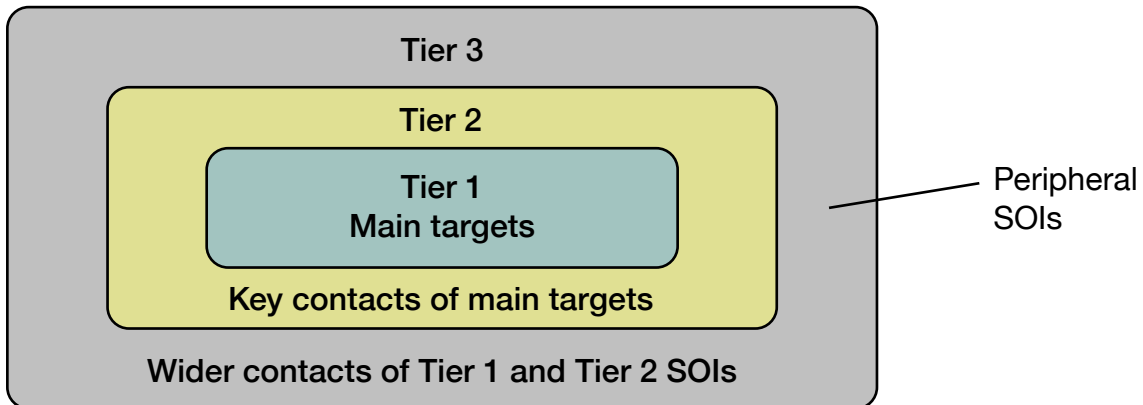 Tier 3
Tier 2
Tier 1
Main targets
Key contacts of main targets
Wider contacts of Tier 1 and Tier 2 SOIs
Peripheral
SOIs